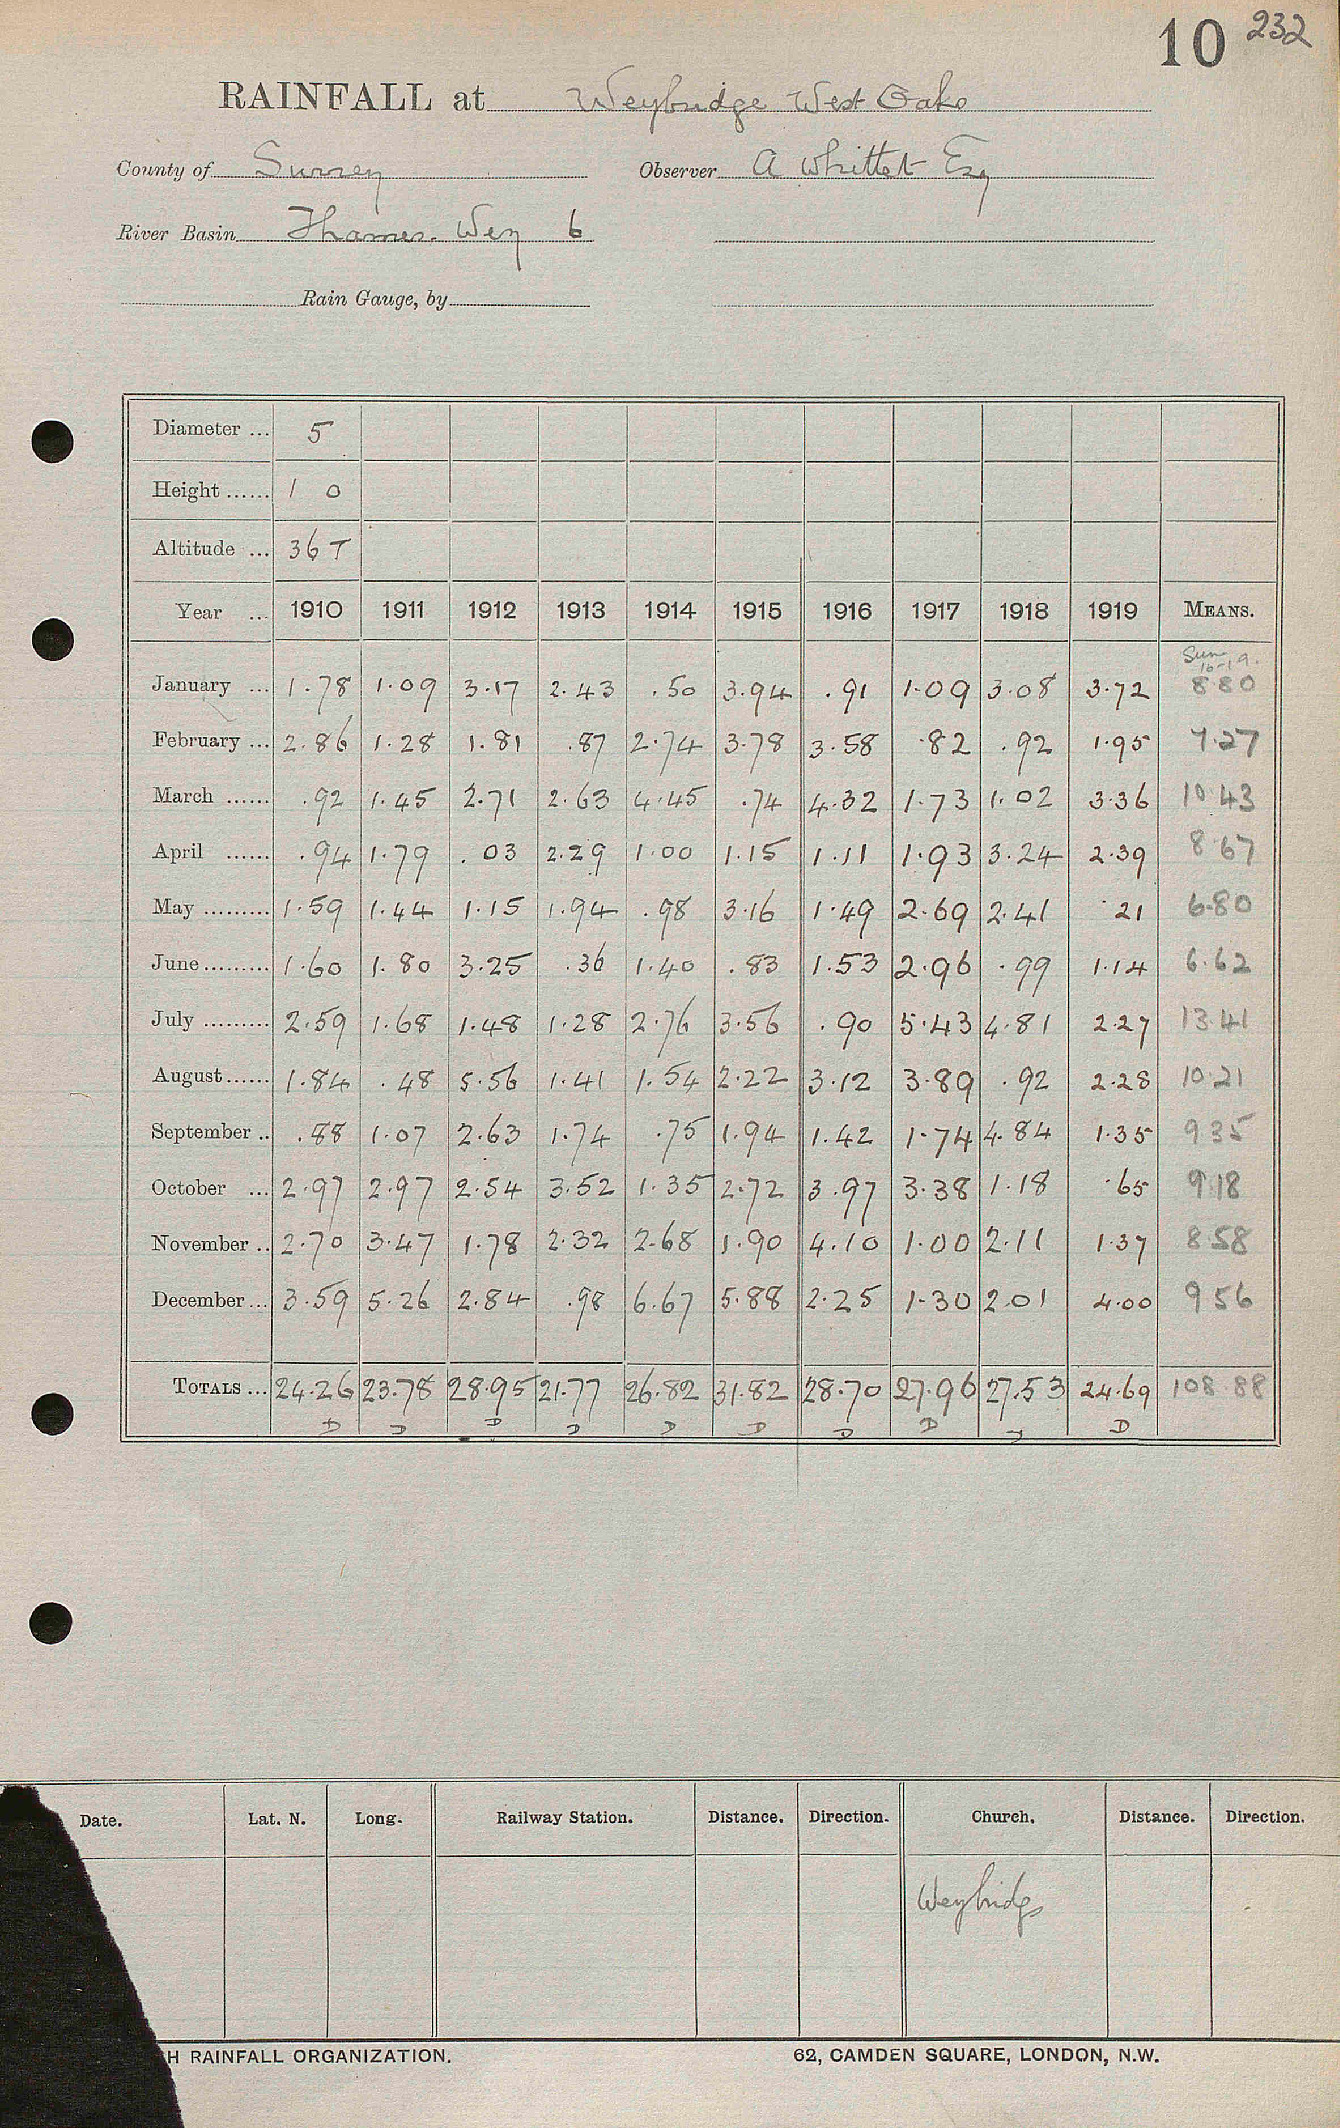 10 232
RAINFALL at Weybridge West Oaks
County of Surrey Observer A Whittet Esq
River Basin Thames. Wey 6
Rain Gauge, by
Diameter ... 5
Height ...... 1 0
Altitude ... 36 T
Year ... 1910 1911 1912 1913 1914 1915 1916 1917 1918 1919 MEANS.
Sum
16-19.
January ... 1.78 1.09 3.17 2.43 .50 3.94 .91 1.09 3.08 3.72 8.80
February ... 2.86 1.28 1.81 .87 2.74 3.78 3.58 .82 .92 1.95 7.27
March ...... .92 1.45 2.71 2.63 4.45 .74 4.32 1.73 1.02 3.36 10.43
April ...... .94 1.79 .03 2.29 1.00 1.15 1.11 1.93 3.24 2.39 8.67
May ......... 1.59 1.44 1.15 1.94 .98 3.16 1.49 2.69 2.41 .21 6.80
June ......... 1.60 1.80 3.25 .36 1.40 .83 1.53 2.96 .99 1.14 6.62
July ......... 2.59 1.68 1.48 1.28 2.76 3.56 .90 5.43 4.81 2.27 13.41
August ...... 1.84 .48 5.56 1.41 1.54 2.22 3.12 3.89 .92 2.28 10.21
September .. .88 1.07 2.63 1.74 .75 1.94 1.42 1.74 4.84 1.35 9 35
October ... 2.97 2.97 2.54 3.52 1.35 2.72 3.97 3.38 1.18 .65 9.18
November .. 2.70 3.47 1.78 2.32 2.68 1.90 4.10 1.00 2.11 1.37 8.58
December ... 3.59 5.26 2.84 .98 6.67 5.88 2.25 1.30 2.01 4.00 9 56
TOTALS ... 24.26 23.78 28.95 21.77 26.82 31.82 28.70 27.96 27.53 24.69 108.88
D D D D D D D D D
Date. Lat. N. Long. Railway Station. Distance. Direction. Church. Distance. Direction.
Weybridge
H RAINFALL ORGANIZATION. 62, CAMDEN SQUARE, LONDON, N.W.